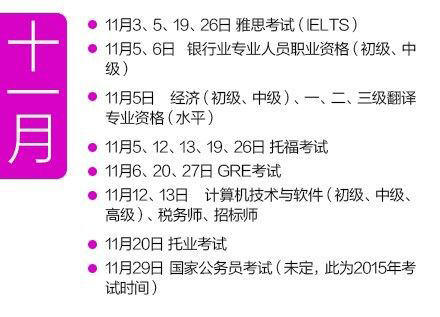 十一月
11月3、5、19、26日 雅思考试（IELTS）
11月5、6日 银行业专业人员职业资格（初级、中
级）
11月5日 经济（初级、中级）、一、二、三级翻译
专业资格（水平）
11月5、12、13、19、26日 托福考试
11月6、20、27日 GRE考试
11月12、13日 计算机技术与软件（初级、中级、
高级）、税务师、招标师
11月20日 托业考试
11月29日 国家公务员考试（未定，此为2015年考
试时间）